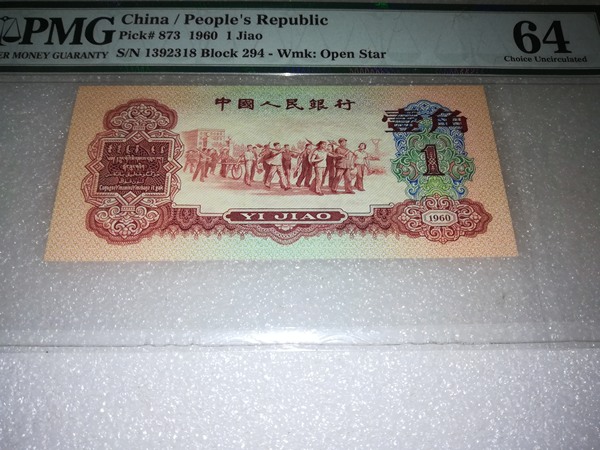 PMG
China / People's Republic
Pick# 873 1960 1 Jiao
S/N 1392318 Block 294 - Wmk: Open Star
64
Choice Uncirculated
ER MONEY GUARANTY
中國人民銀行
壹角
1
YI JIAO
1960